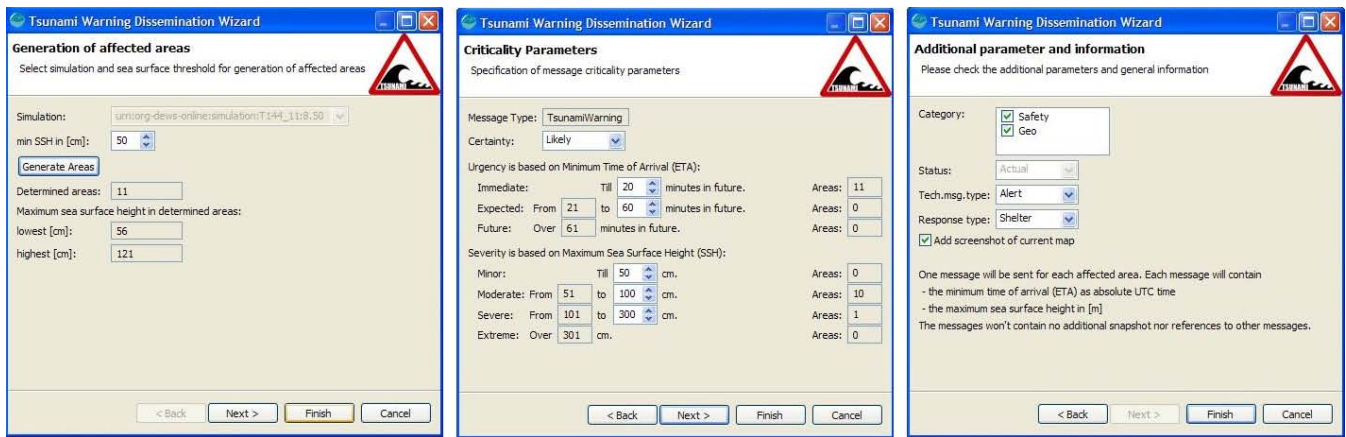 Tsunami Warning Dissemination Wizard
Generation of affected areas
Select simulation and sea surface threshold for generation of affected areas
TSUNAMI
Simulation: urn:org-dews-online:simulation:T144_11:8.50
min SSH in [cm]: 50
Generate Areas
Determined areas: 11
Maximum sea surface height in determined areas:
lowest [cm]: 56
highest [cm]: 121
< Back Next > Finish Cancel
Tsunami Warning Dissemination Wizard
Criticality Parameters
Specification of message criticality parameters
TSUNAMI
Message Type: TsunamiWarning
Certainty: Likely
Urgency is based on Minimum Time of Arrival (ETA):
Immediate: Till 20 minutes in future. Areas: 11
Expected: From 21 to 60 minutes in future. Areas: 0
Future: Over 61 minutes in future. Areas: 0
Severity is based on Maximum Sea Surface Height (SSH):
Minor: Till 50 cm. Areas: 0
Moderate: From 51 to 100 cm. Areas: 10
Severe: From 101 to 300 cm. Areas: 1
Extreme: Over 301 cm. Areas: 0
< Back Next > Finish Cancel
Tsunami Warning Dissemination Wizard
Additional parameter and information
Please check the additional parameters and general information
TSUNAMI
Category: Safety
Geo
Status: Actual
Tech.msg.type: Alert
Response type: Shelter
Add screenshot of current map
One message will be sent for each affected area. Each message will contain
- the minimum time of arrival (ETA) as absolute UTC time
- the maximum sea surface height in [m]
The messages won't contain no additional snapshot nor references to other messages.
< Back Next > Finish Cancel